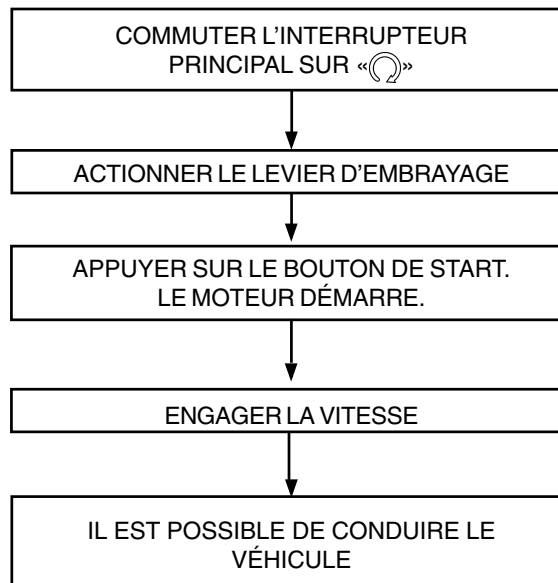 COMMUTER L'INTERRUPTEUR
PRINCIPAL SUR «»
ACTIONNER LE LEVIER D'EMBRAYAGE
APPUYER SUR LE BOUTON DE START.
LE MOTEUR DÉMARRE.
ENGAGER LA VITESSE
IL EST POSSIBLE DE CONDUIRE LE
VÉHICULE